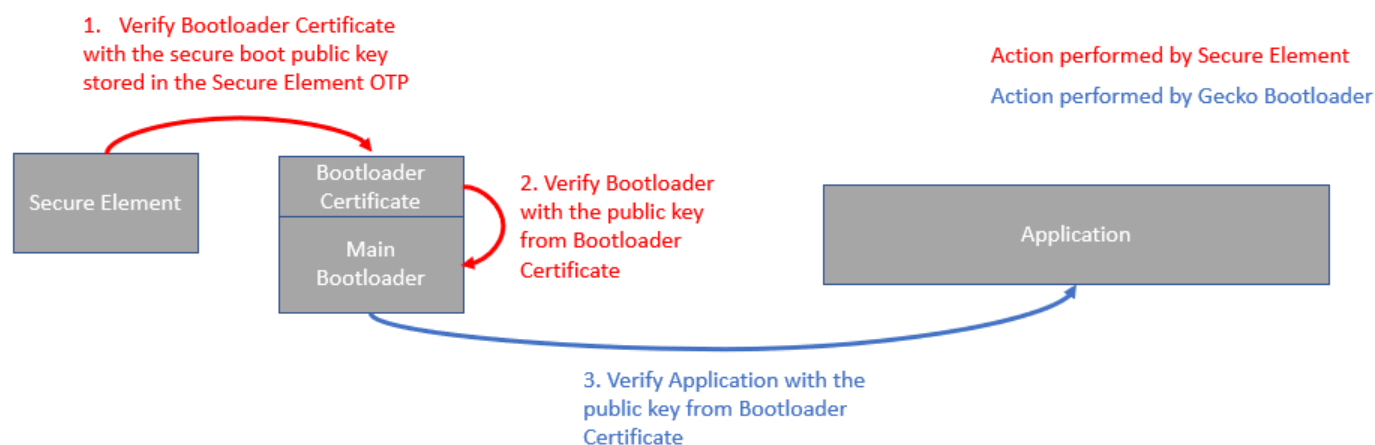 1. Verify Bootloader Certificate
with the secure boot public key
stored in the Secure Element OTP
Action performed by Secure Element
Action performed by Gecko Bootloader
Secure Element
Bootloader
Certificate
Main
Bootloader
2. Verify Bootloader
with the public key
from Bootloader
Certificate
Application
3. Verify Application with the
public key from Bootloader
Certificate